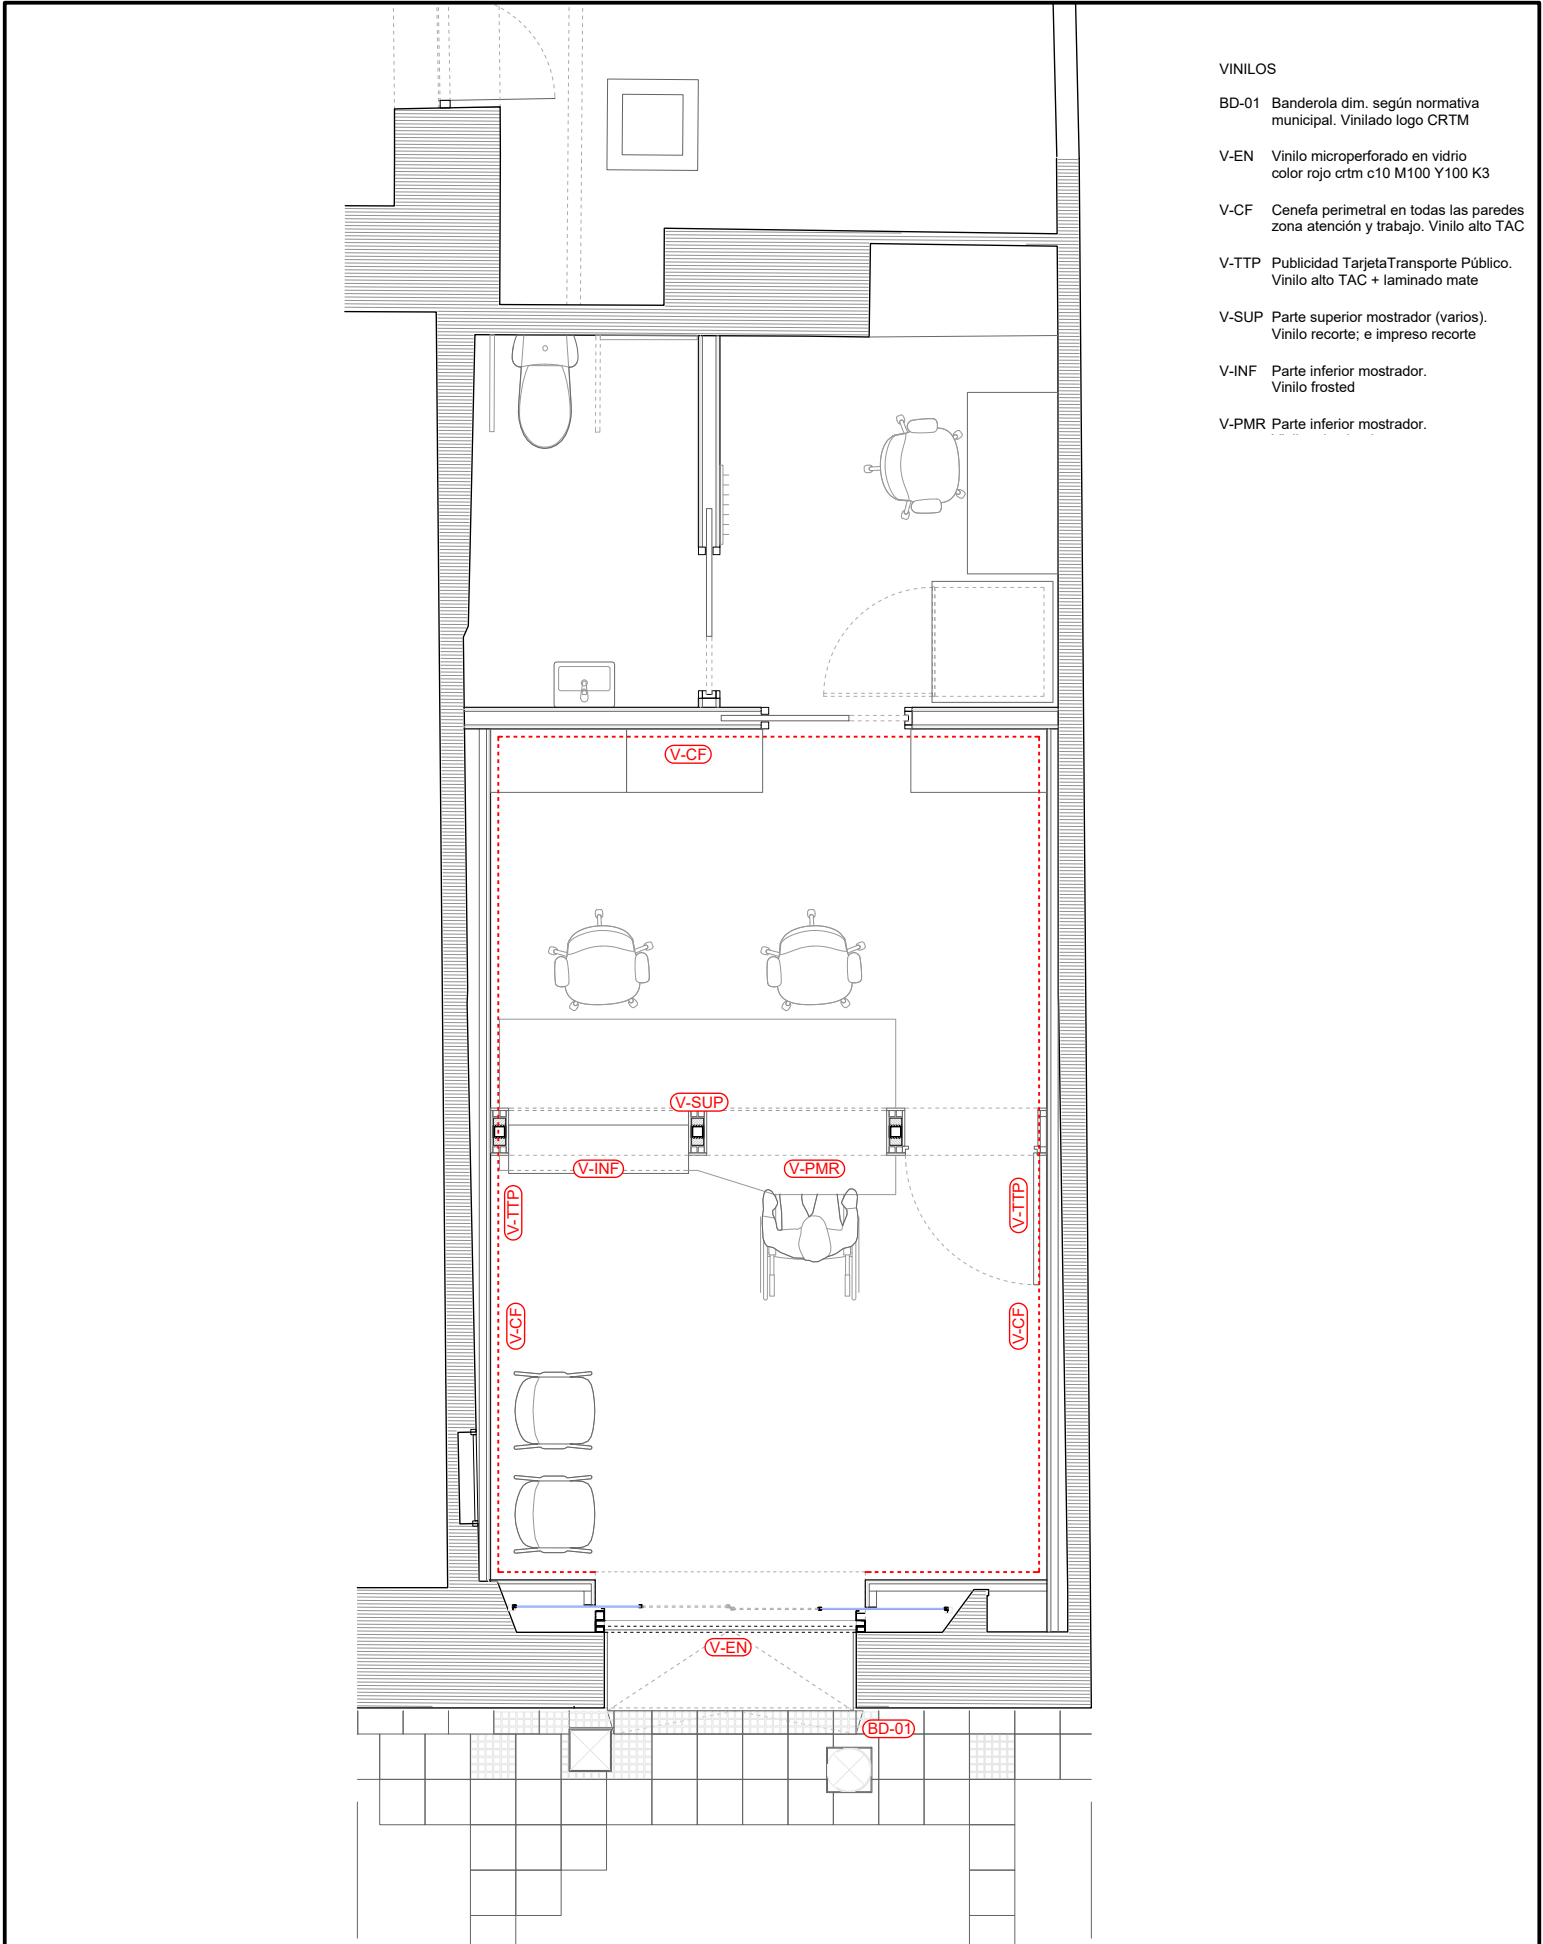 VINILOS
BD-01 Banderola dim. según normativa
municipal. Vinilado logo CRTM
V-EN Vinilo microperforado en vidrio
color rojo crtm c10 M100 Y100 K3
V-CF Cenefa perimetral en todas las paredes
zona atención y trabajo. Vinilo alto TAC
V-TTP Publicidad TarjetaTransporte Público.
Vinilo alto TAC + laminado mate
V-SUP Parte superior mostrador (varios).
Vinilo recorte; e impreso recorte
V-INF Parte inferior mostrador.
Vinilo frosted
V-PMR Parte inferior mostrador.
V-CF
V-SUP
V-INF
V-PMR
V-TTP
V-TTP
V-CF
V-CF
V-EN
BD-01